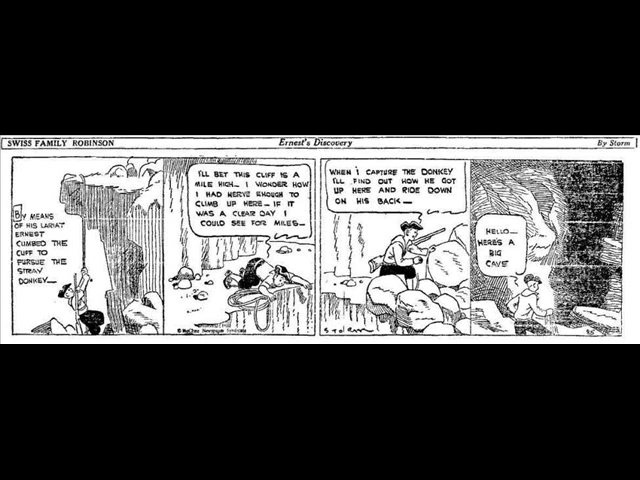 SWISS FAMILY ROBINSON
Ernest's Discovery
By Storm
BY MEANS
OF HIS LARIAT
ERNEST
CLIMBED THE
CLIFF TO
PURSUE THE
STRAY
DONKEY—
I'LL BET THIS CLIFF IS A
MILE HIGH— I WONDER HOW
I HAD NERVE ENOUGH TO
CLIMB UP HERE— IF IT
WAS A CLEAR DAY I
COULD SEE FOR MILES—
WHEN I CAPTURE THE DONKEY
I'LL FIND OUT HOW HE GOT
UP HERE AND RIDE DOWN
ON HIS BACK—
HELLO—
HERE'S A
BIG
CAVE
Newspaper Syndicate